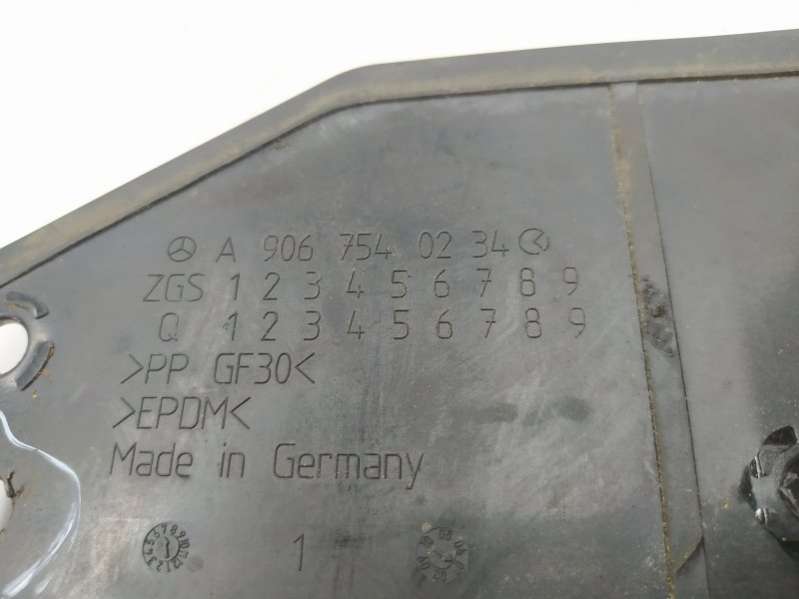 A 906 754 02 34
ZGS 1 2 3 4 5 6 7 8 9
Q 1 2 3 4 5 6 7 8 9
>PP GF30<
>EPDM<
Made in Germany
1